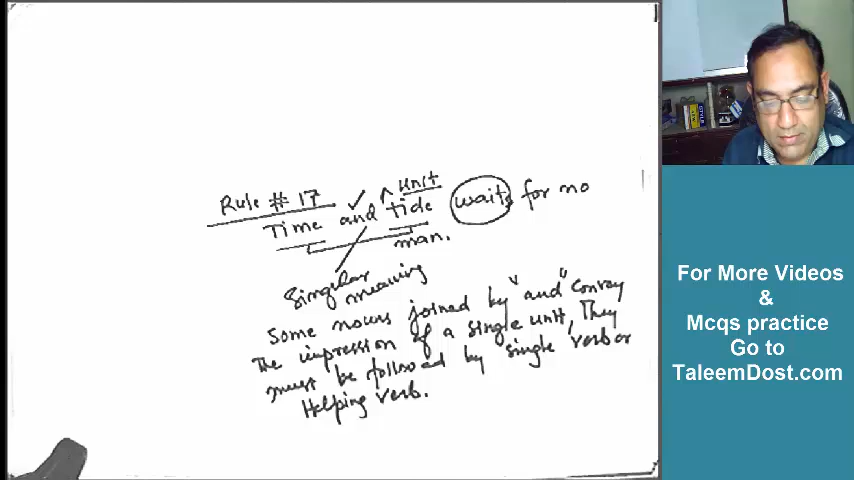 Rule # 17
Unit
Time and tide waits for no
man.
Singular
meaning
Some nouns joined by "and" convey
The impression of a single unit, They
must be followed by single verb or
Helping verb.
For More Videos
&
Mcqs practice
Go to
TaleemDost.com